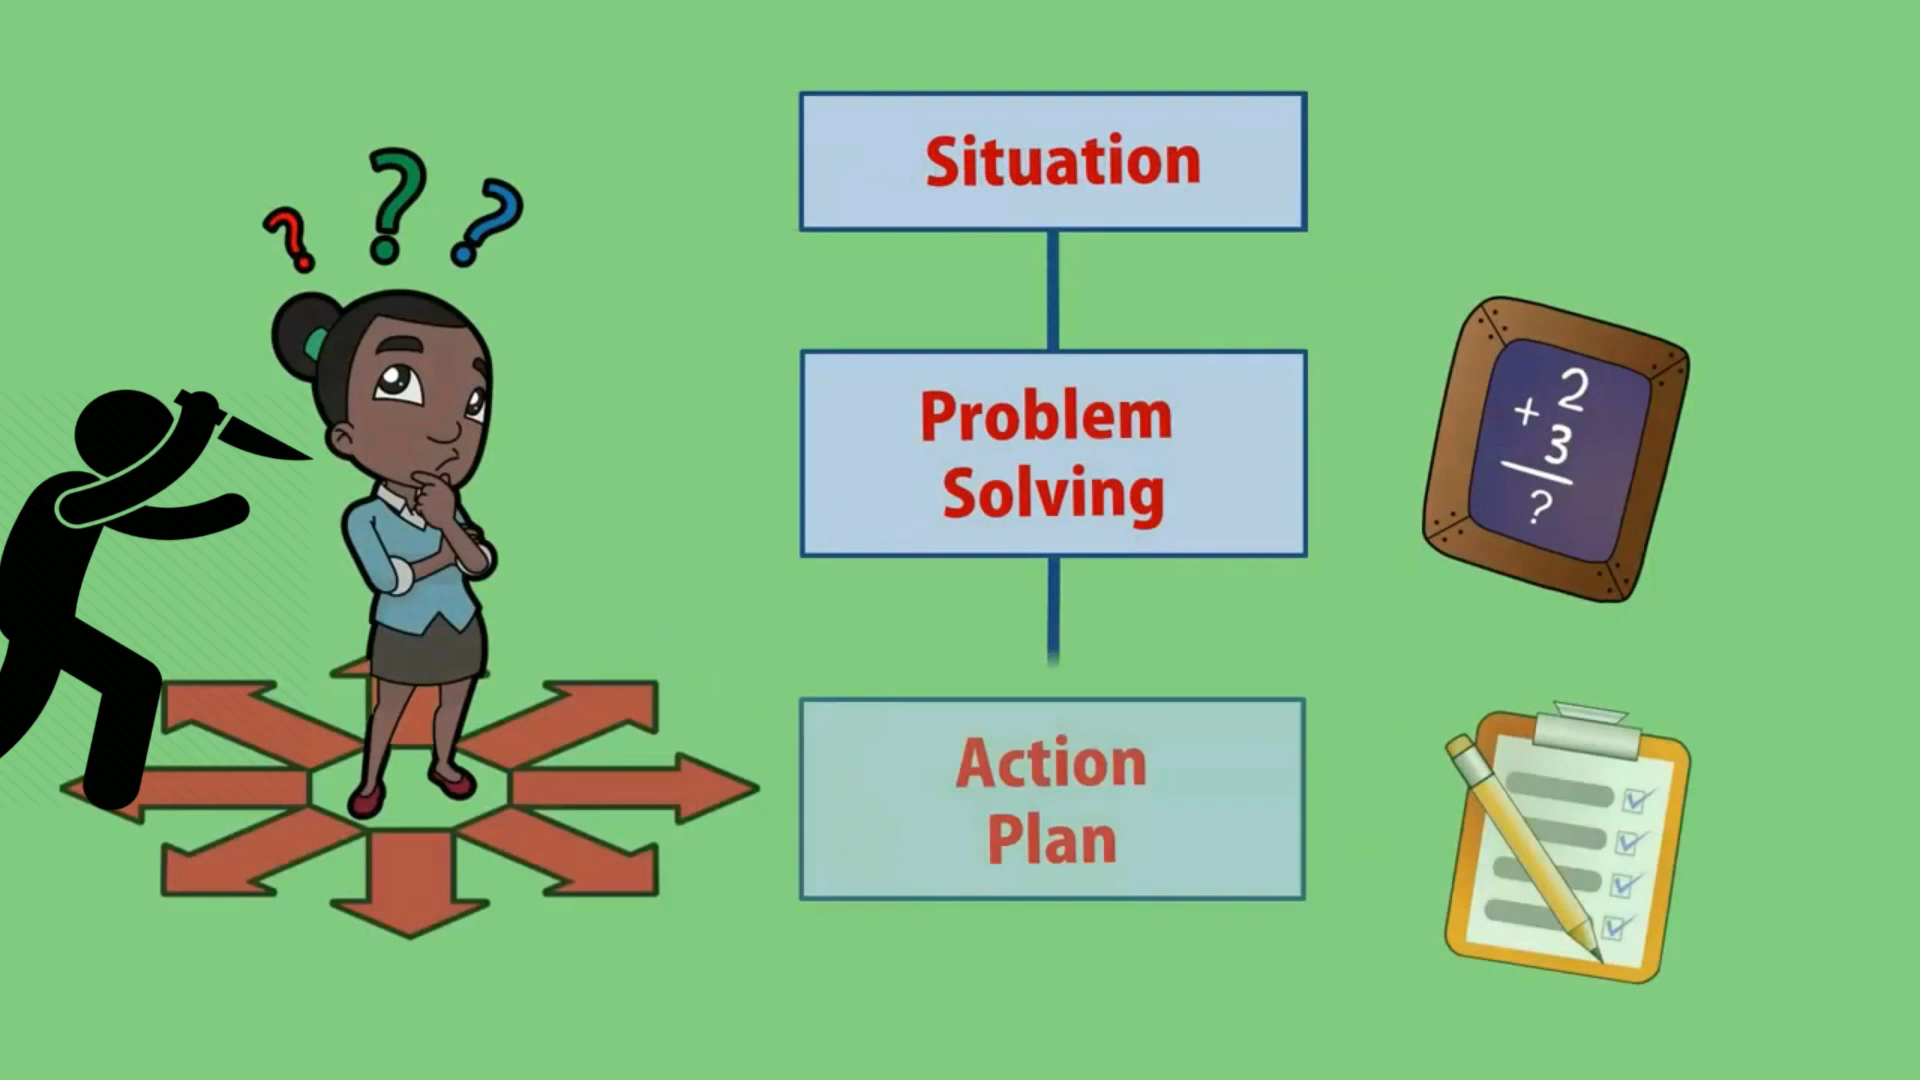 ? ? ?
Situation
Problem
Solving
2
+ 3
?
Action
Plan